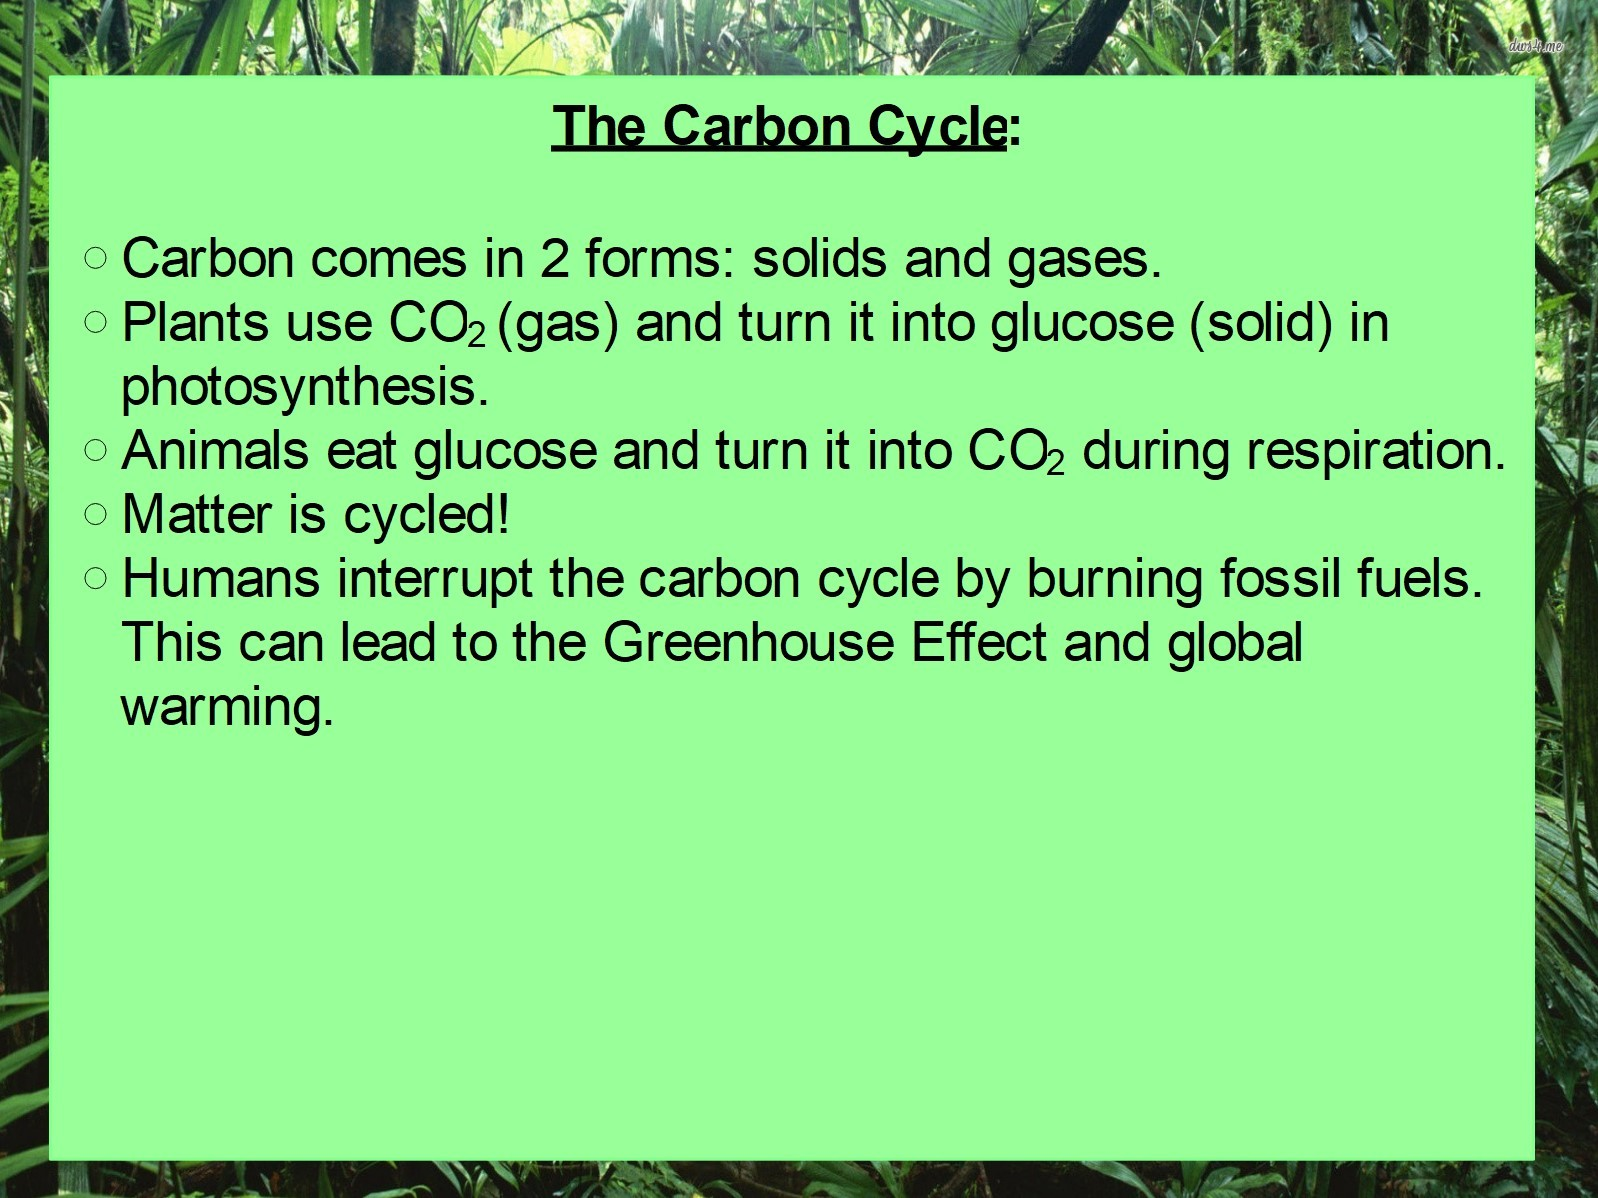 dws4.me
The Carbon Cycle:
○ Carbon comes in 2 forms: solids and gases.
○ Plants use CO₂ (gas) and turn it into glucose (solid) in
photosynthesis.
○ Animals eat glucose and turn it into CO₂ during respiration.
○ Matter is cycled!
○ Humans interrupt the carbon cycle by burning fossil fuels.
This can lead to the Greenhouse Effect and global
warming.